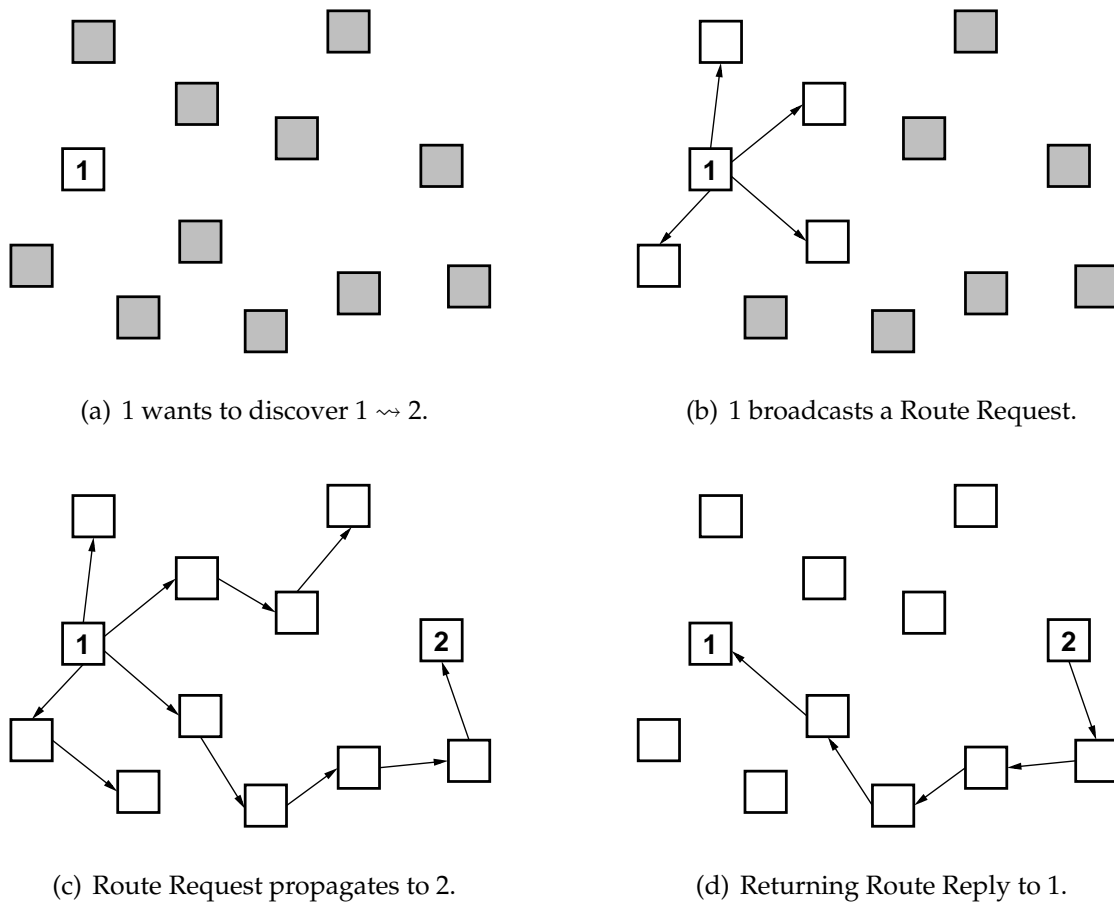 1
1
(a) 1 wants to discover 1 ⇝ 2.
(b) 1 broadcasts a Route Request.
1
2
1
2
(c) Route Request propagates to 2.
(d) Returning Route Reply to 1.